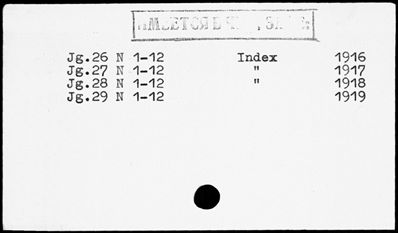 Jg.26 N 1-12 Index 1916
Jg.27 N 1-12 " 1917
Jg.28 N 1-12 " 1918
Jg.29 N 1-12 1919